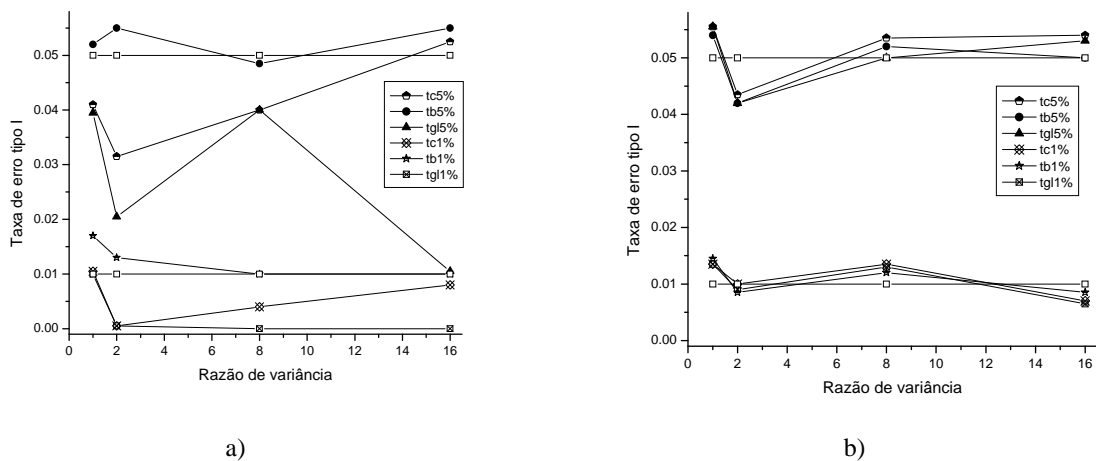 0.05
0.04
0.03
0.02
0.01
0.00
Taxa de erro tipo I
0 2 4 6 8 10 12 14 16
Razão de variância
tc5%
tb5%
tgl5%
tc1%
tb1%
tgl1%
a)
0.05
0.04
0.03
0.02
0.01
0.00
Taxa de erro tipo I
0 2 4 6 8 10 12 14 16
Razão de variância
tc5%
tb5%
tgl5%
tc1%
tb1%
tgl1%
b)